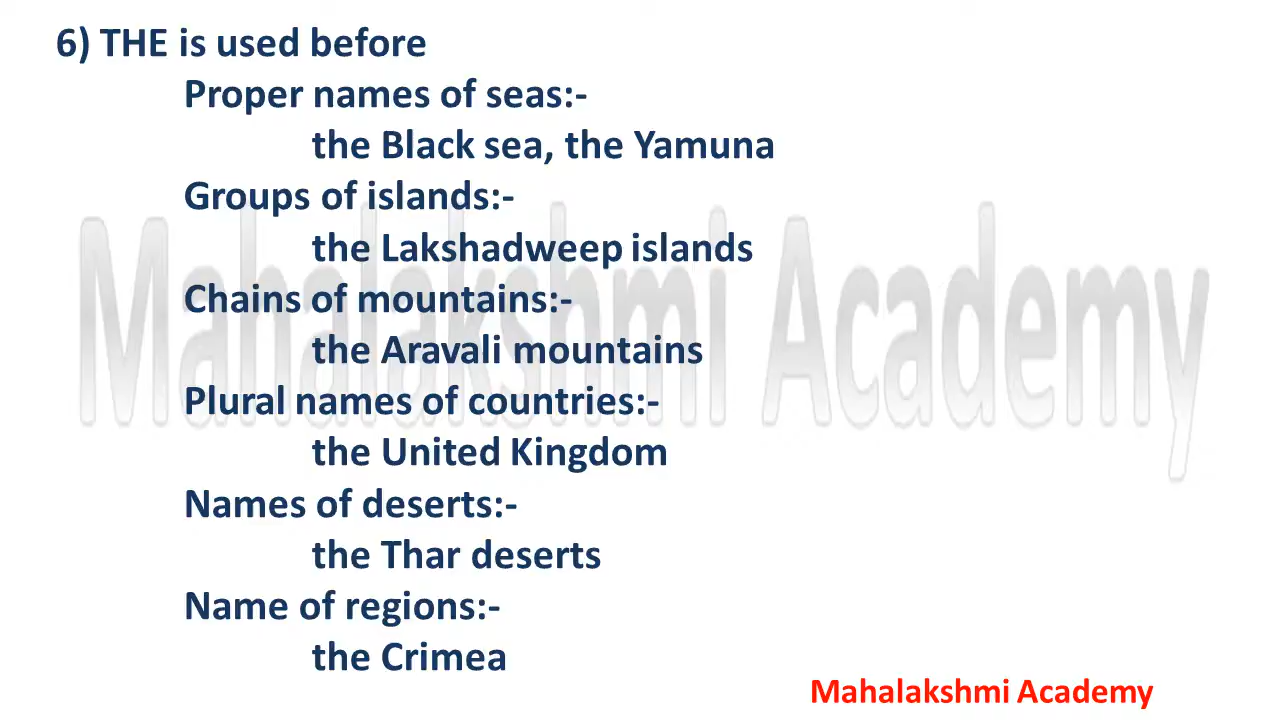 6) THE is used before
Proper names of seas:-
the Black sea, the Yamuna
Groups of islands:-
the Lakshadweep islands
Chains of mountains:-
the Aravali mountains
Plural names of countries:-
the United Kingdom
Names of deserts:-
the Thar deserts
Name of regions:-
the Crimea
Mahalakshmi Academy
Mahalakshmi Academy